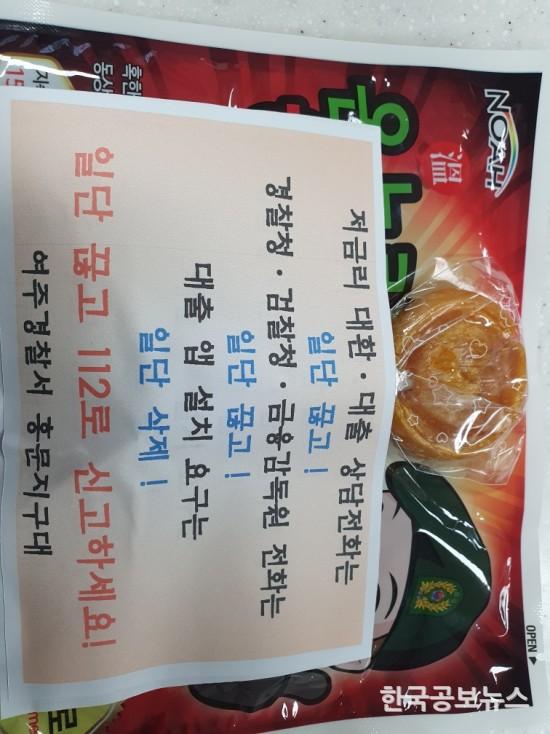 저금리 대환·대출 상담전화는
일단 끊고!
경찰청·검찰청·금융감독원 전화는
일단 끊고!
대출 앱 설치 요구는
일단 삭제!
일단 끊고 112로 신고하세요!
여주경찰서 홍문지구대
NOAH
溫
온
OPEN
한국공보뉴스